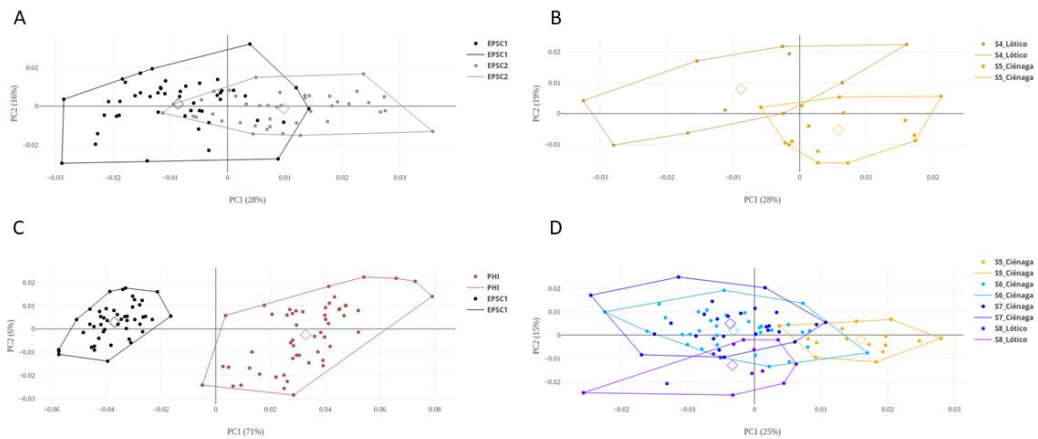 A
B
EPSC1
EPSC1
EPSC2
EPSC2
PC2 (16%)
0.02
0
−0.02
−0.03
−0.02
−0.01
0
0.01
0.02
0.03
PC1 (28%)
S4_Lótico
S4_Lótico
S5_Ciénaga
S5_Ciénaga
PC2 (19%)
0.02
0.01
0
−0.01
−0.03
−0.02
−0.01
0
0.01
0.02
PC1 (28%)
C
D
PHI
PHI
EPSC1
EPSC1
PC2 (6%)
0.02
0.01
0
−0.01
−0.02
−0.03
−0.06
−0.04
−0.02
0
0.02
0.04
0.06
0.08
PC1 (71%)
S5_Ciénaga
S5_Ciénaga
S6_Ciénaga
S6_Ciénaga
S7_Ciénaga
S7_Ciénaga
S8_Lótico
S8_Lótico
PC2 (15%)
0.02
0.01
0
−0.01
−0.02
−0.02
−0.01
0
0.01
0.02
0.03
PC1 (25%)